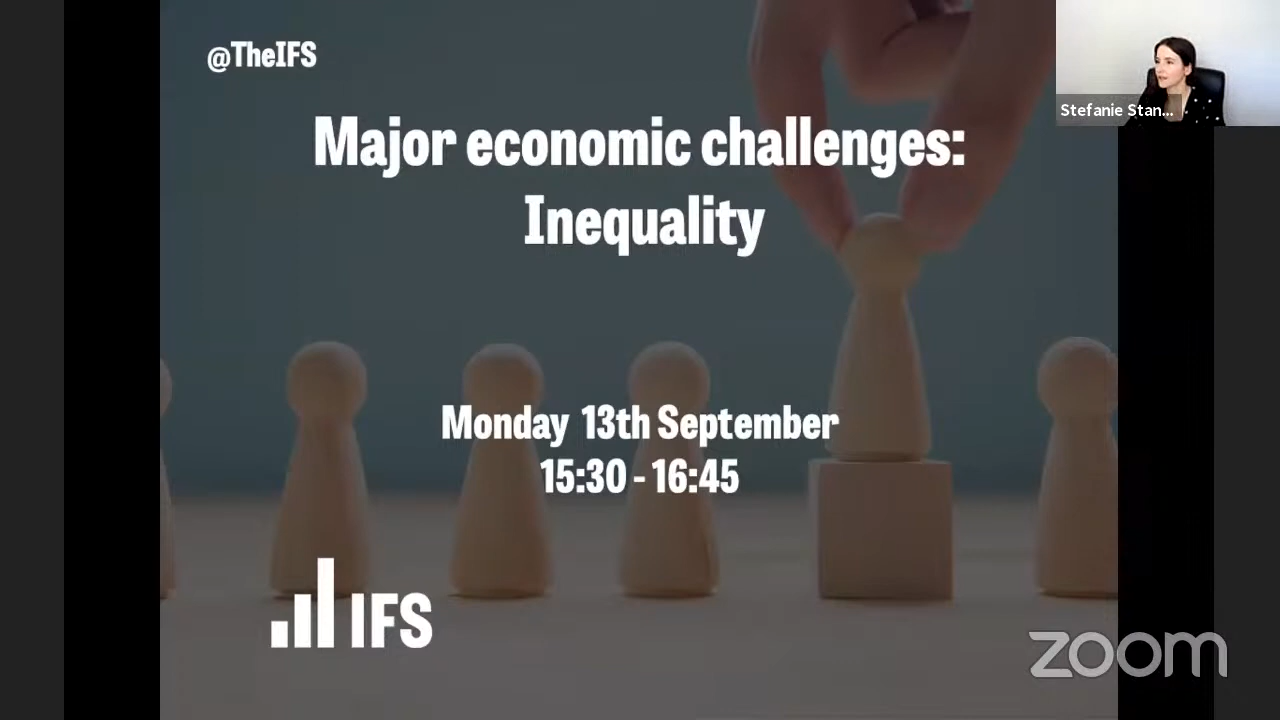 @TheIFS
Stefanie Stan...
Major economic challenges:
Inequality
Monday 13th September
15:30 - 16:45
IFS
zoom